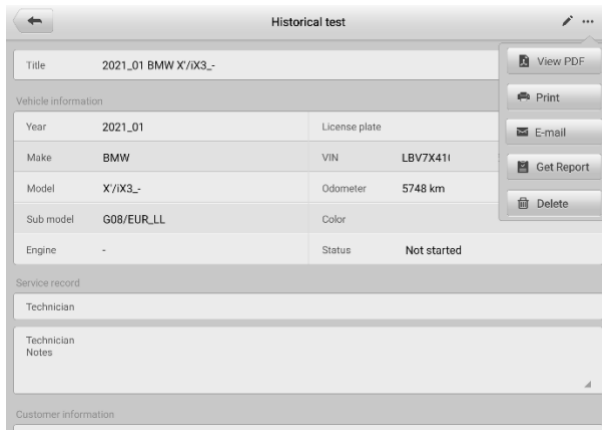 Historical test
Title 2021_01 BMW X'/iX3_-
View PDF
Vehicle information
Print
Year 2021_01 License plate
E-mail
Make BMW VIN LBV7X41
Get Report
Model X'/iX3_- Odometer 5748 km
Delete
Sub model G08/EUR_LL Color
Engine - Status Not started
Service record
Technician
Technician
Notes
Customer information